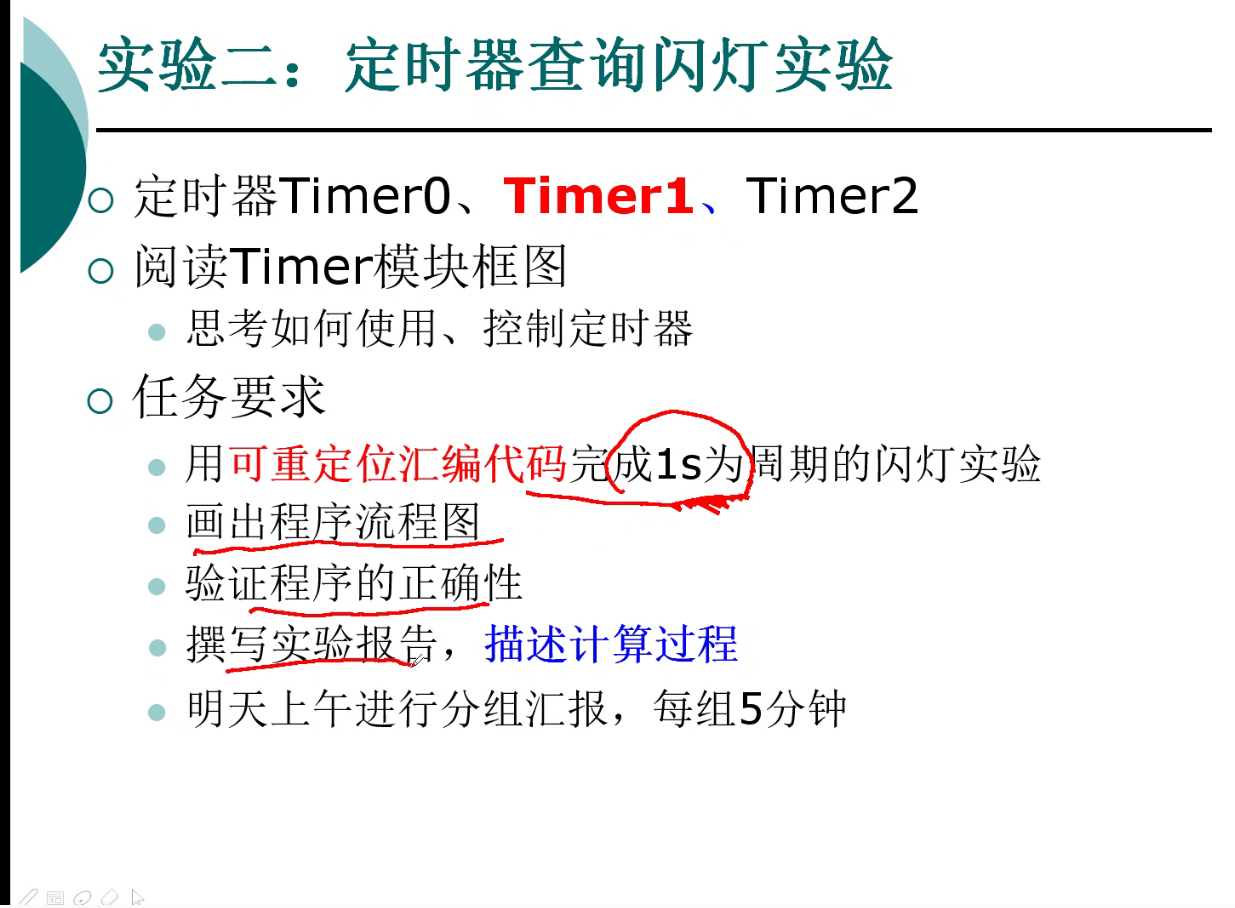 实验二：定时器查询闪灯实验
定时器Timer0、Timer1、Timer2
阅读Timer模块框图
思考如何使用、控制定时器
任务要求
用可重定位汇编代码完成1s为周期的闪灯实验
画出程序流程图
验证程序的正确性
撰写实验报告，描述计算过程
明天上午进行分组汇报，每组5分钟